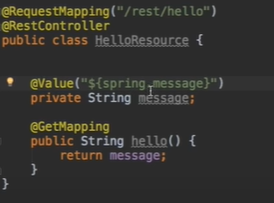 @RequestMapping("/rest/hello")
@RestController
public class HelloResource {
@Value("${spring.message}")
private String message;
@GetMapping
public String hello() {
return message;
}
}